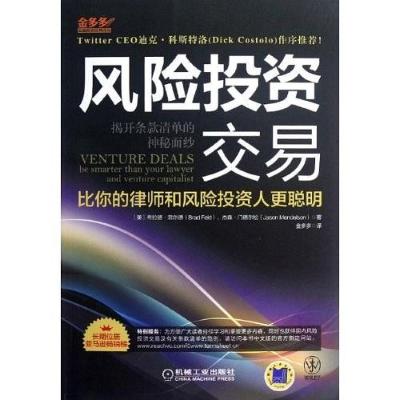 金多多
Twitter CEO迪克·科斯特洛(Dick Costolo)作序推荐!
风险投资
交易
揭开条款清单的
神秘面纱
VENTURE DEALS
be smarter than your lawyer
and venture capitalist
比你的律师和风险投资人更聪明
[美] 布拉德·菲尔德(Brad Feld)、杰森·门德尔松(Jason Mendelson) 著
金多多 译
长期位居
亚马逊畅销榜
特别服务:
机械工业出版社
CHINA MACHINE PRESS
WILEY